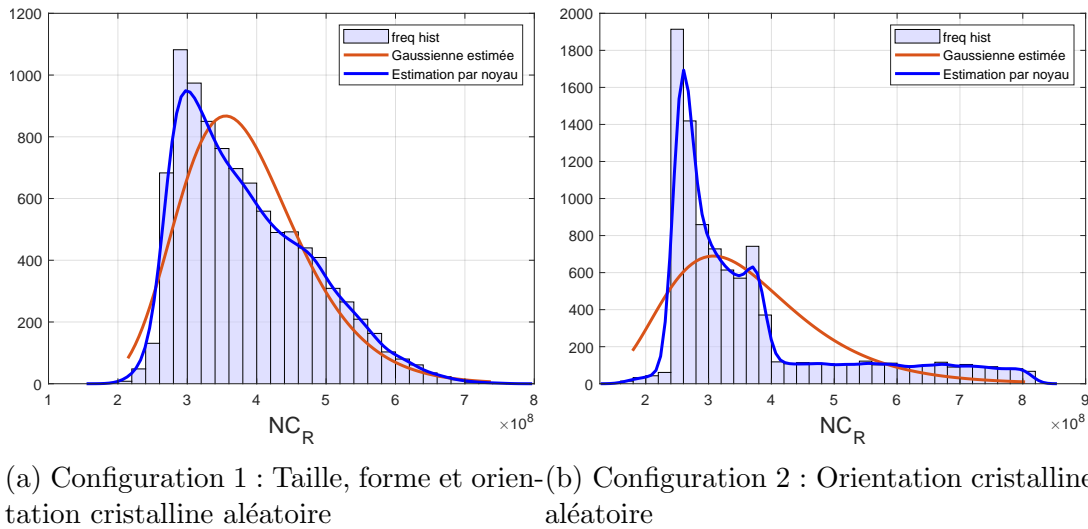 1200
1000
800
600
400
200
0
freq hist
Gaussienne estimée
Estimation par noyau
1 2 3 4 5 6 7 8
×10^8
NC_R
2000
1800
1600
1400
1200
1000
800
600
400
200
0
freq hist
Gaussienne estimée
Estimation par noyau
2 3 4 5 6 7 8 9
×10^8
NC_R
(a) Configuration 1 : Taille, forme et orien-
tation cristalline aléatoire
(b) Configuration 2 : Orientation cristalline
aléatoire